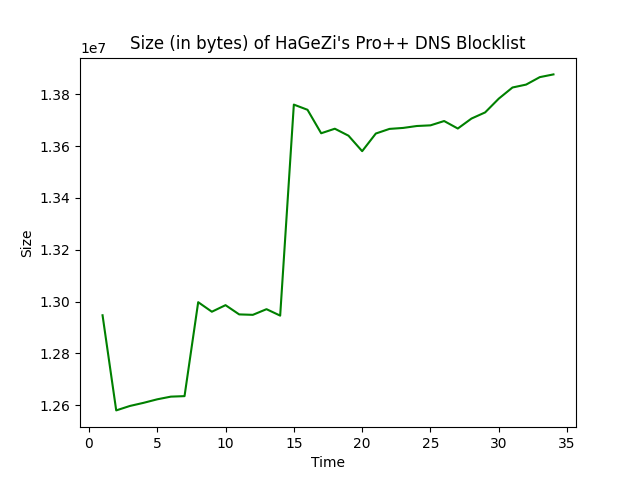 1e7
Size (in bytes) of HaGeZi's Pro++ DNS Blocklist
1.38
1.36
1.34
1.32
1.30
1.28
1.26
Size
0 5 10 15 20 25 30 35
Time